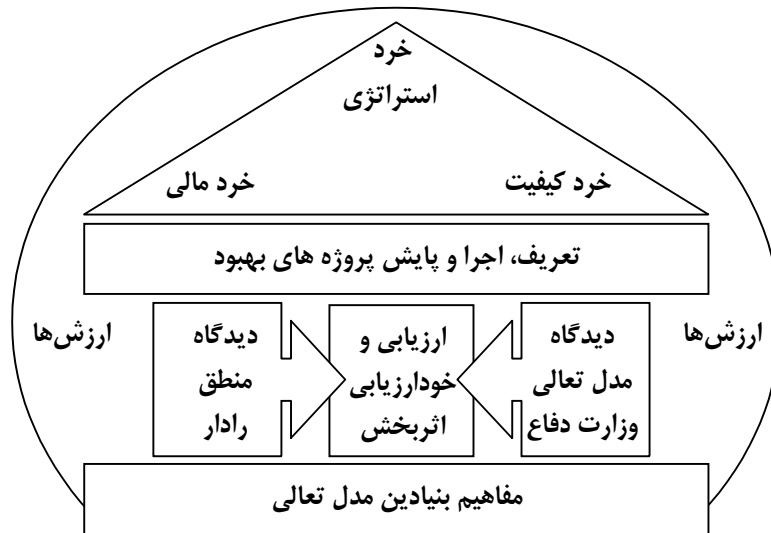 خرد
استراتژی
خرد کیفیت
خرد مالی
تعریف، اجرا و پایش پروژه های بهبود
ارزش‌ها
دیدگاه
مدل تعالی
وزارت دفاع
ارزیابی و
خودارزیابی
اثربخش
دیدگاه
منطق
رادار
ارزش‌ها
مفاهیم بنیادین مدل تعالی